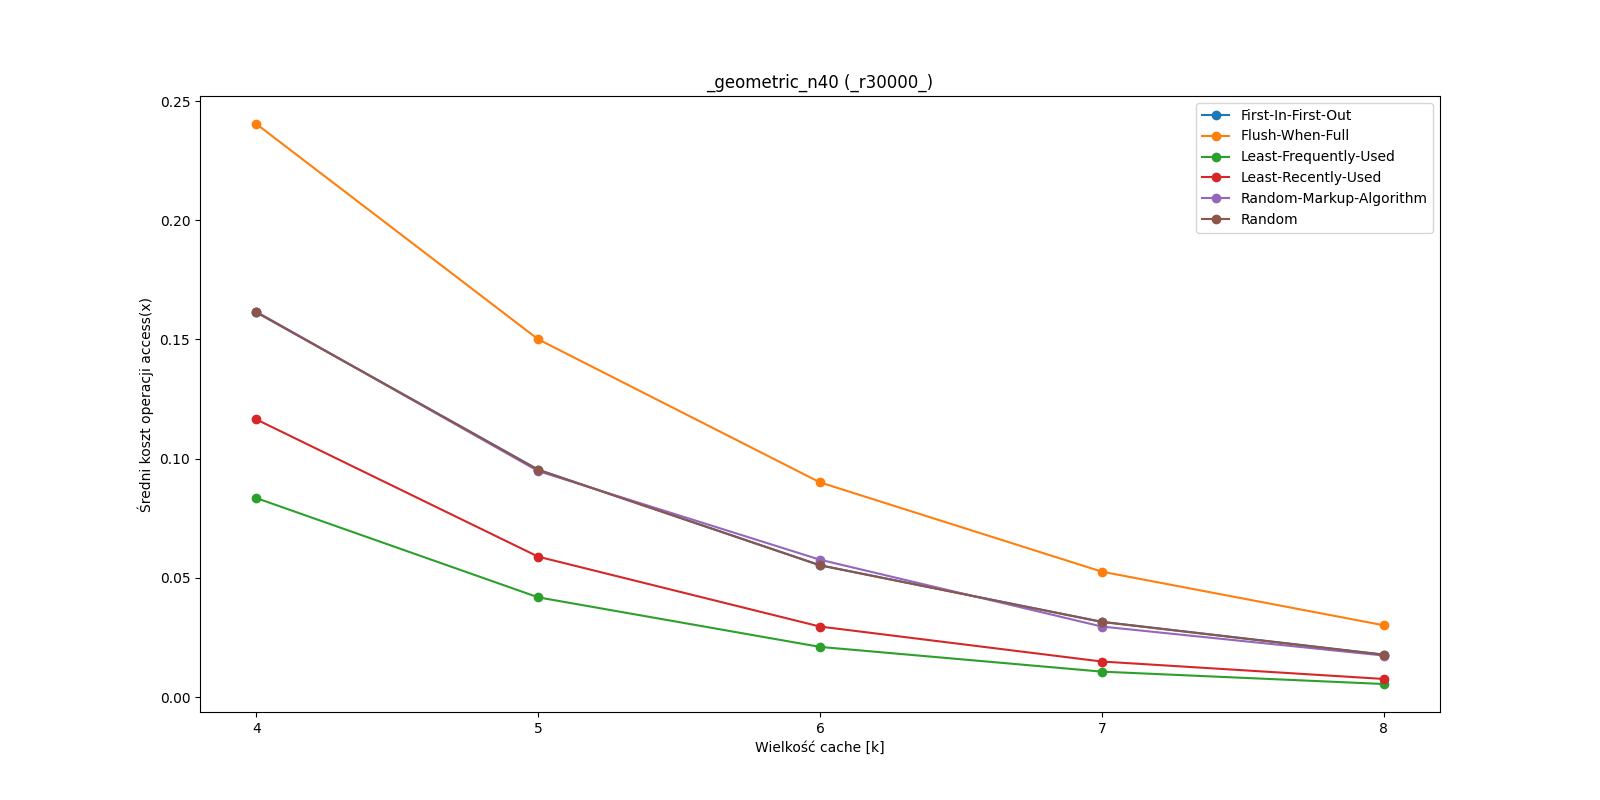 _geometric_n40 (_r30000_)
0.25
0.20
0.15
0.10
0.05
0.00
Średni koszt operacji access(x)
First-In-First-Out
Flush-When-Full
Least-Frequently-Used
Least-Recently-Used
Random-Markup-Algorithm
Random
4 5 6 7 8
Wielkość cache [k]